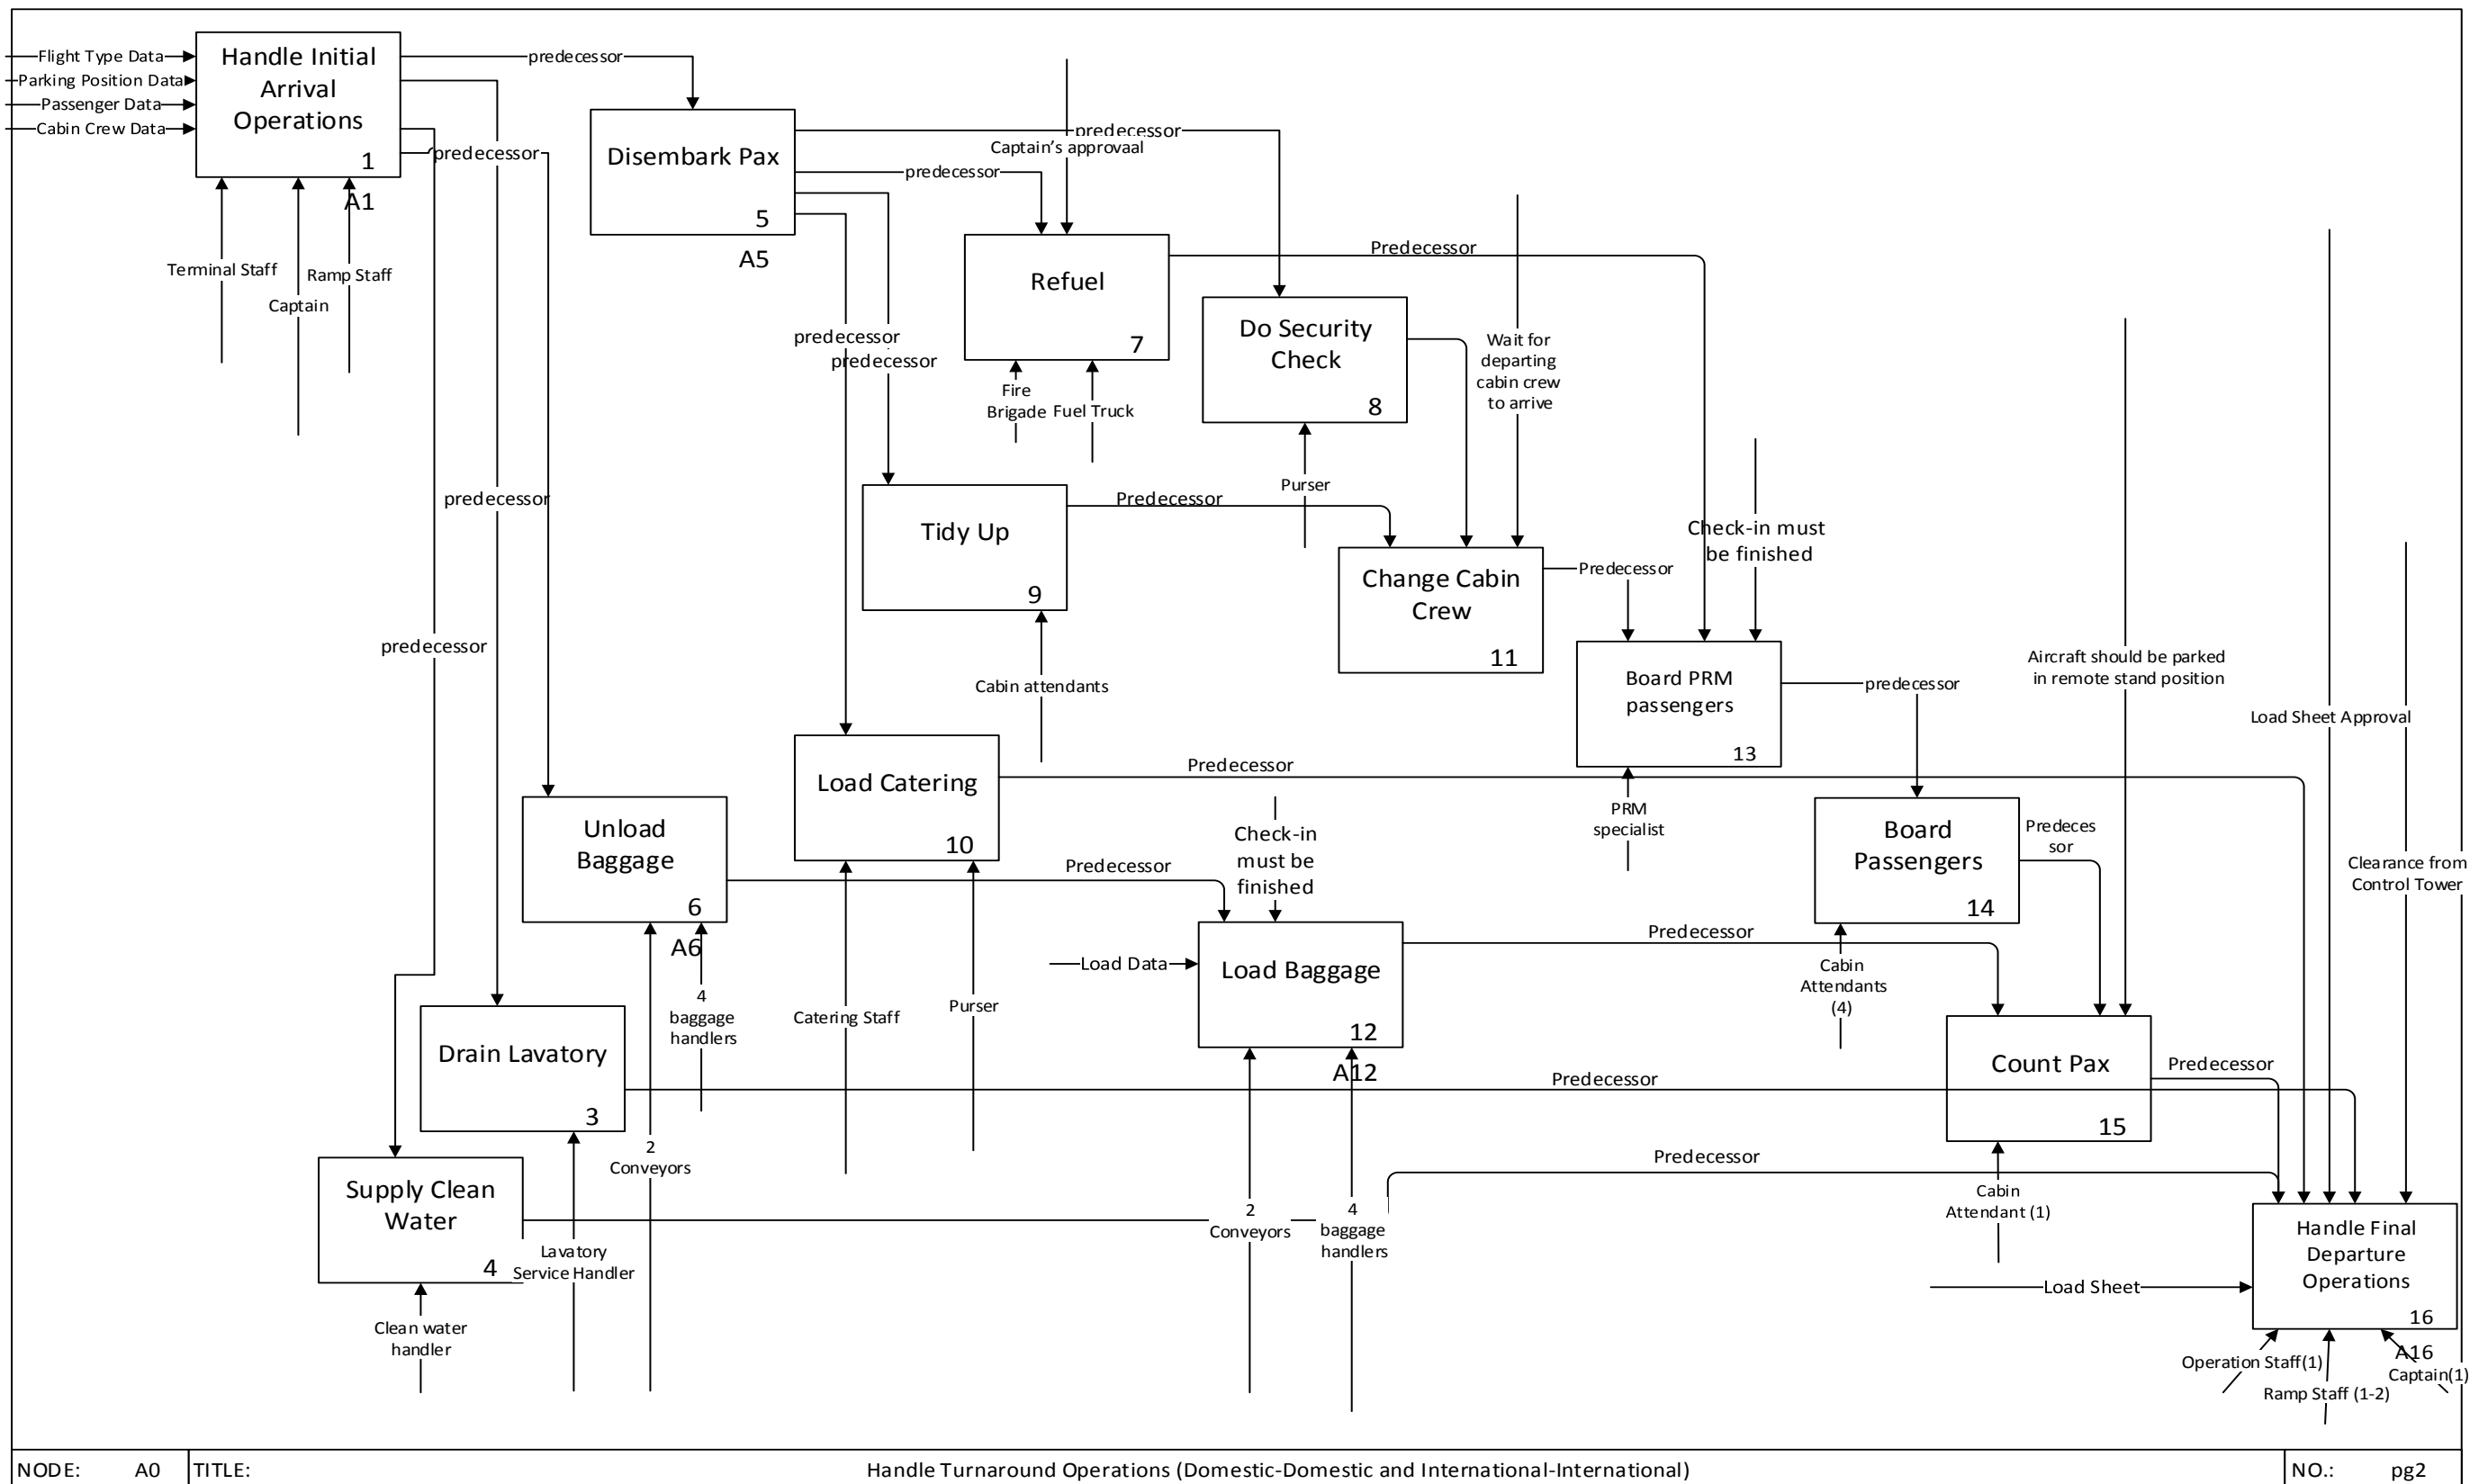 Flight Type Data
Parking Position Data
Passenger Data
Cabin Crew Data
Handle Initial
Arrival
Operations
1
A1
Terminal Staff
Captain
Ramp Staff
predecessor
predecessor
predecessor
predecessor
Disembark Pax
5
A5
predecessor
predecessor
predecessor
predecessor
Captain's approvaal
Refuel
7
Fire
Brigade
Fuel Truck
Predecessor
Do Security
Check
8
Purser
Wait for
departing
cabin crew
to arrive
Tidy Up
9
Cabin attendants
Predecessor
Change Cabin
Crew
11
Predecessor
Check-in must
be finished
Board PRM
passengers
13
PRM
specialist
predecessor
Aircraft should be parked
in remote stand position
Load Sheet Approval
Clearance from
Control Tower
Load Catering
10
Catering Staff
Purser
Predecessor
Unload
Baggage
6
A6
4
baggage
handlers
2
Conveyors
Predecessor
Check-in
must be
finished
Load Data
Load Baggage
12
A12
2
Conveyors
4
baggage
handlers
Predecessor
Board
Passengers
14
Cabin
Attendants
(4)
Predeces
sor
Drain Lavatory
3
Lavatory
Service Handler
Predecessor
Count Pax
15
Cabin
Attendant (1)
Predecessor
Supply Clean
Water
4
Clean water
handler
Predecessor
Handle Final
Departure
Operations
16
A16
Load Sheet
Operation Staff(1)
Ramp Staff (1-2)
Captain(1)
NODE: A0 TITLE: Handle Turnaround Operations (Domestic-Domestic and International-International) NO.: pg2